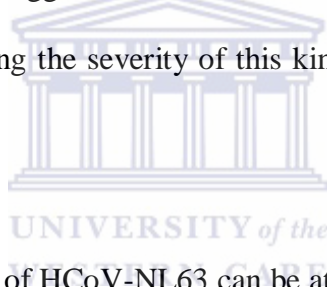 ng the severity of this kin
UNIVERSITY of the
of HCoV-NL63 can be at
WESTERN CAPE